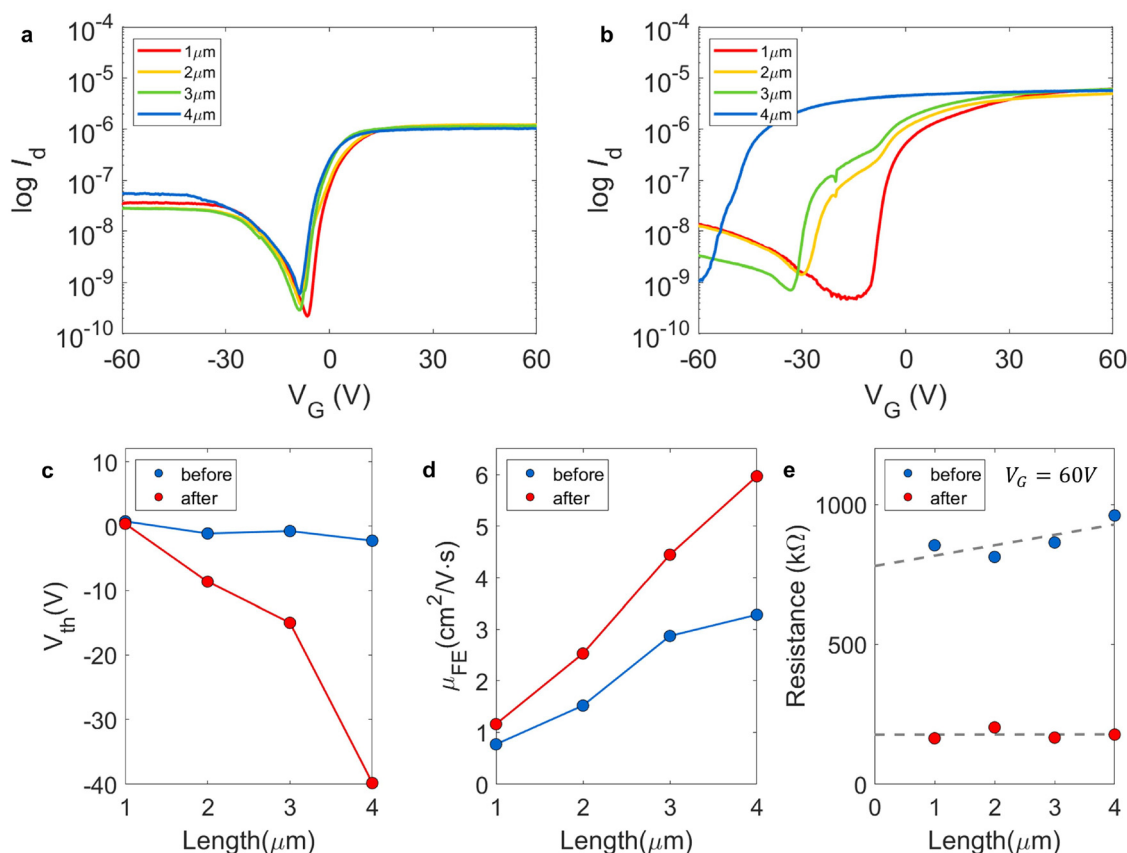 a
10^-4
10^-5
10^-6
10^-7
10^-8
10^-9
10^-10
log I_d
1μm
2μm
3μm
4μm
-60 -30 0 30 60
V_G (V)
b
10^-4
10^-5
10^-6
10^-7
10^-8
10^-9
10^-10
log I_d
1μm
2μm
3μm
4μm
-60 -30 0 30 60
V_G (V)
c
10
0
-10
-20
-30
-40
V_th(V)
before
after
1 2 3 4
Length(μm)
d
6
5
4
3
2
1
0
μ_FE(cm^2/V·s)
before
after
1 2 3 4
Length(μm)
e
1000
500
0
Resistance (kΩ)
before
after
V_G = 60V
0 1 2 3 4
Length(μm)